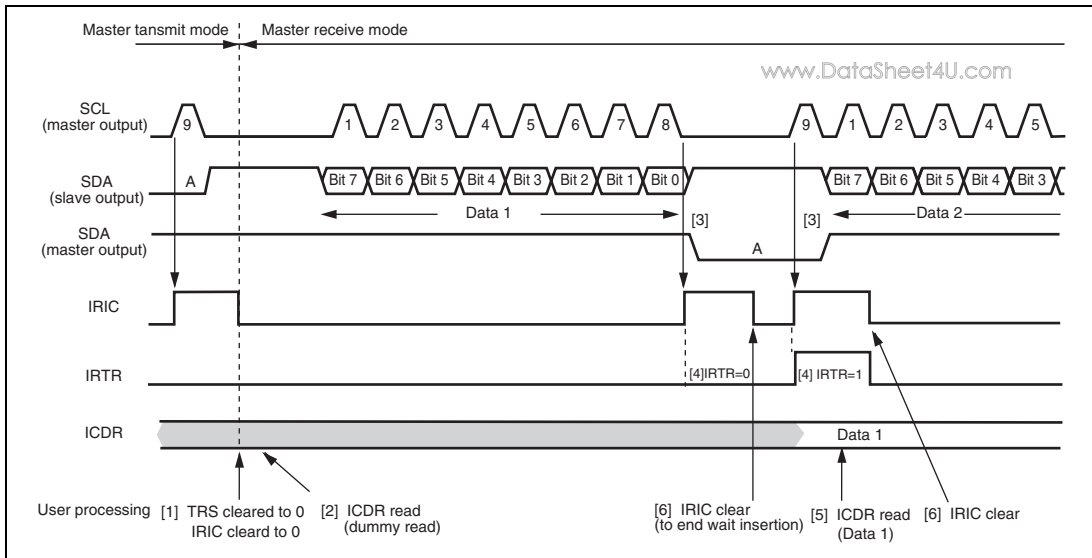 Master tansmit mode Master receive mode
www.DataSheet4U.com
SCL
(master output)
9 1 2 3 4 5 6 7 8 9 1 2 3 4 5
SDA
(slave output)
A Bit 7 Bit 6 Bit 5 Bit 4 Bit 3 Bit 2 Bit 1 Bit 0 Bit 7 Bit 6 Bit 5 Bit 4 Bit 3
Data 1 [3] [3] Data 2
SDA
(master output)
A
IRIC
IRTR
[4]IRTR=0 [4] IRTR=1
ICDR
Data 1
User processing [1] TRS cleared to 0
IRIC cleard to 0
[2] ICDR read
(dummy read)
[6] IRIC clear
(to end wait insertion)
[5] ICDR read
(Data 1)
[6] IRIC clear